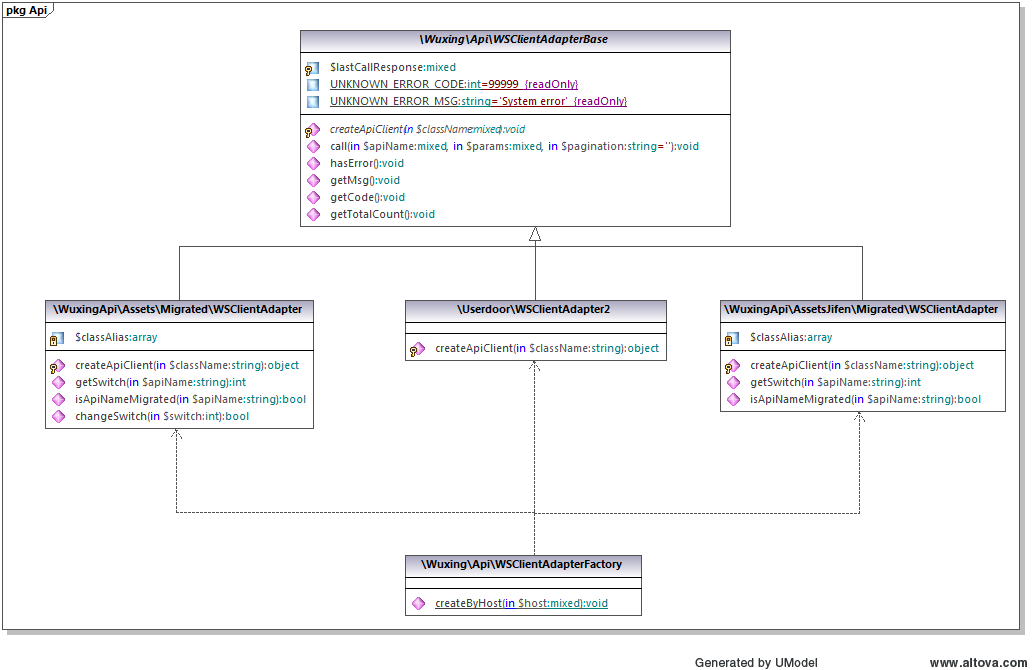 pkg Api
\Wuxing\Api\WSClientAdapterBase
$lastCallResponse:mixed
UNKNOWN_ERROR_CODE:int=99999 {readOnly}
UNKNOWN_ERROR_MSG:string='System error' {readOnly}
createApiClient(in $className:mixed):void
call(in $apiName:mixed, in $params:mixed, in $pagination:string=''):void
hasError():void
getMsg():void
getCode():void
getTotalCount():void
\WuxingApi\Assets\Migrated\WSClientAdapter
$classAlias:array
createApiClient(in $className:string):object
getSwitch(in $apiName:string):int
isApiNameMigrated(in $apiName:string):bool
changeSwitch(in $switch:int):bool
\Userdoor\WSClientAdapter2
createApiClient(in $className:string):object
\WuxingApi\AssetsJifen\Migrated\WSClientAdapter
$classAlias:array
createApiClient(in $className:string):object
getSwitch(in $apiName:string):int
isApiNameMigrated(in $apiName:string):bool
\Wuxing\Api\WSClientAdapterFactory
createByHost(in $host:mixed):void
Generated by UModel
www.altova.com